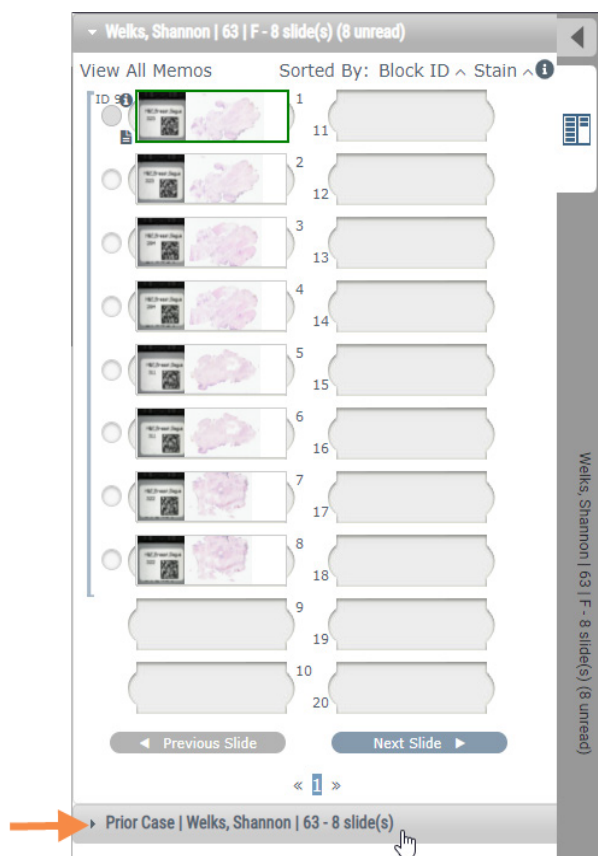 Welks, Shannon | 63 | F - 8 slide(s) (8 unread)
View All Memos Sorted By: Block ID Stain
ID 9
1
11
2
12
3
13
4
14
5
15
6
16
7
17
8
18
9
19
10
20
Previous Slide Next Slide
« 1 »
Prior Case | Welks, Shannon | 63 - 8 slide(s)
Welks, Shannon | 63 | F - 8 slide(s) (8 unread)